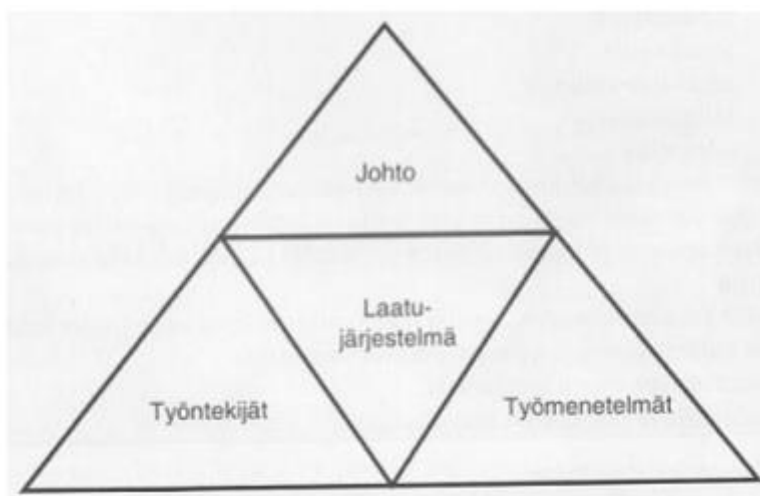 Johto
Laatu-
järjestelmä
Työntekijät
Työmenetelmät